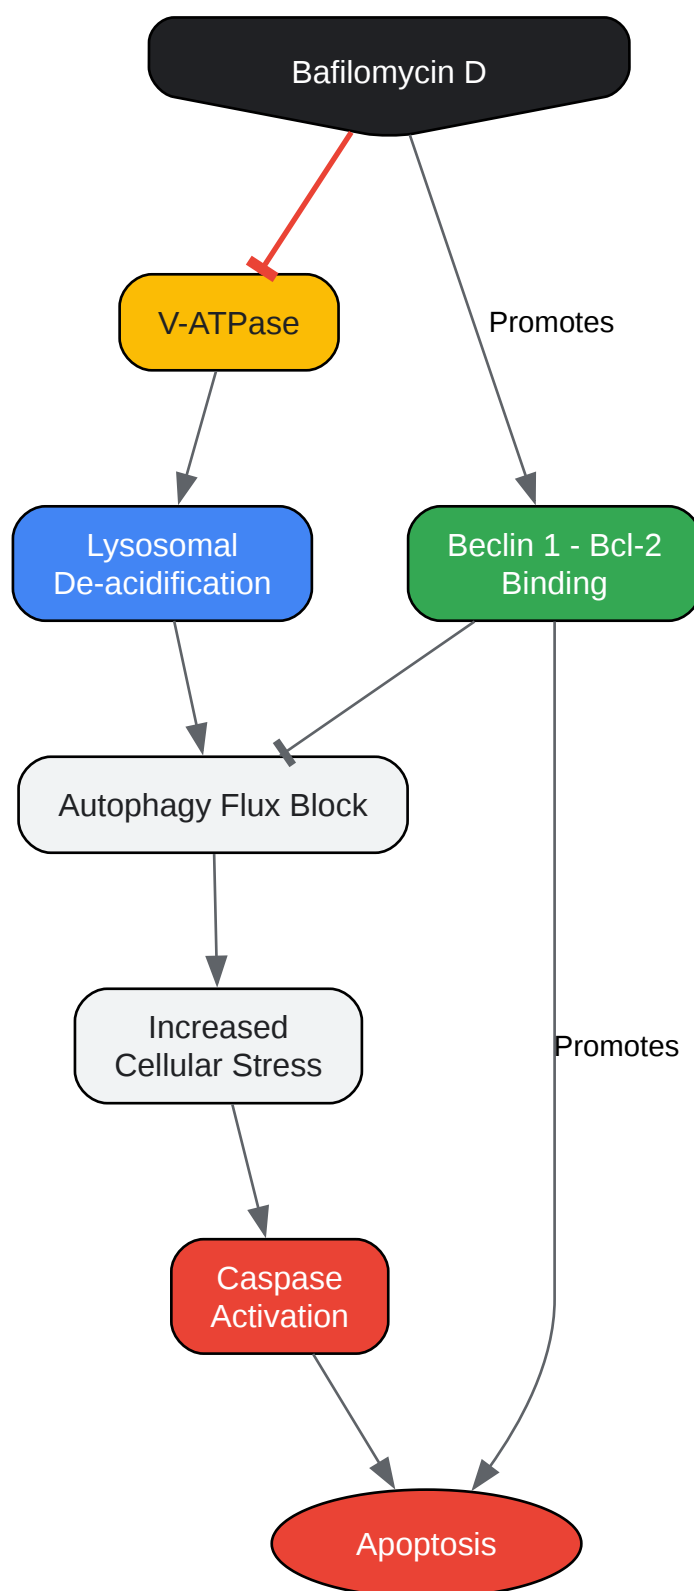 Bafilomycin D
V-ATPase
Promotes
Lysosomal
De-acidification
Beclin 1 - Bcl-2
Binding
Autophagy Flux Block
Increased
Cellular Stress
Promotes
Caspase
Activation
Apoptosis